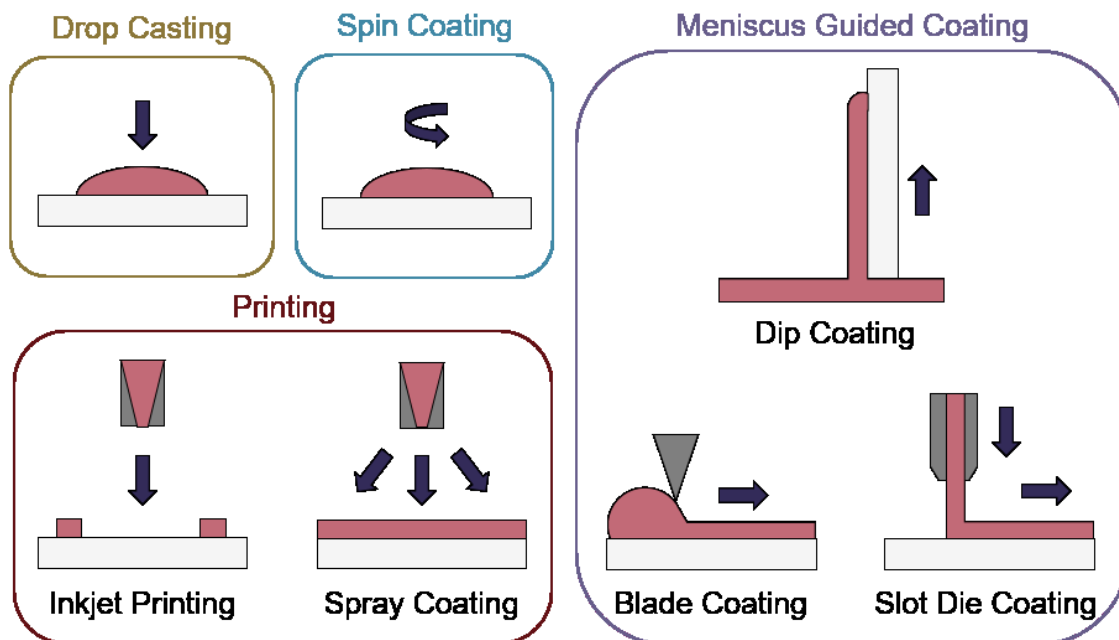 Drop Casting
Spin Coating
Meniscus Guided Coating
Printing
Dip Coating
Inkjet Printing
Spray Coating
Blade Coating
Slot Die Coating